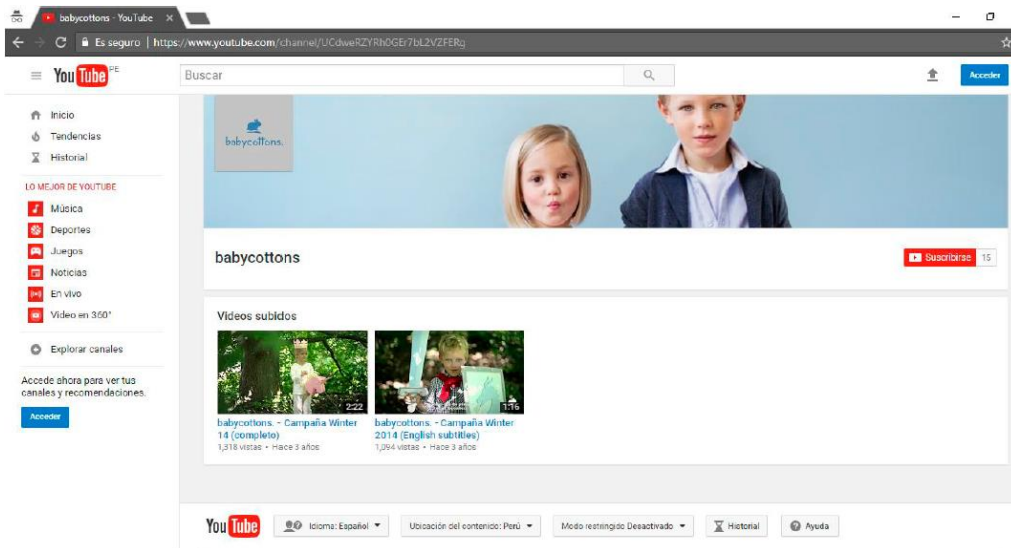 babycottons - YouTube
Es seguro | https://www.youtube.com/channel/UCdweRZYRh0GEr7bL2VZFERg
YouTube PE
Buscar
Acceder
Inicio
Tendencias
Historial
LO MEJOR DE YOUTUBE
Música
Deportes
Juegos
Noticias
En vivo
Video en 360°
Explorar canales
Accede ahora para ver tus
canales y recomendaciones.
Acceder
babycottons.
babycottons
Suscribirse 15
Videos subidos
2:22
1:16
babycottons. - Campaña Winter
14 (completo)
1,318 vistas • Hace 3 años
babycottons. - Campaña Winter
2014 (English subtitles)
1,094 vistas • Hace 3 años
YouTube
Idioma: Español
Ubicación del contenido: Perú
Modo restringido Desactivado
Historial
Ayuda